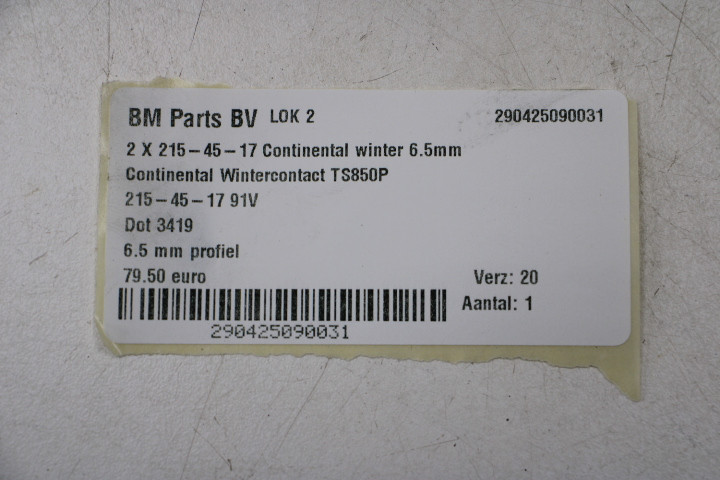 BM Parts BV LOK 2 290425090031
2 X 215-45-17 Continental winter 6.5mm
Continental Wintercontact TS850P
215-45-17 91V
Dot 3419
6.5 mm profiel
79.50 euro Verz: 20
Aantal: 1
290425090031